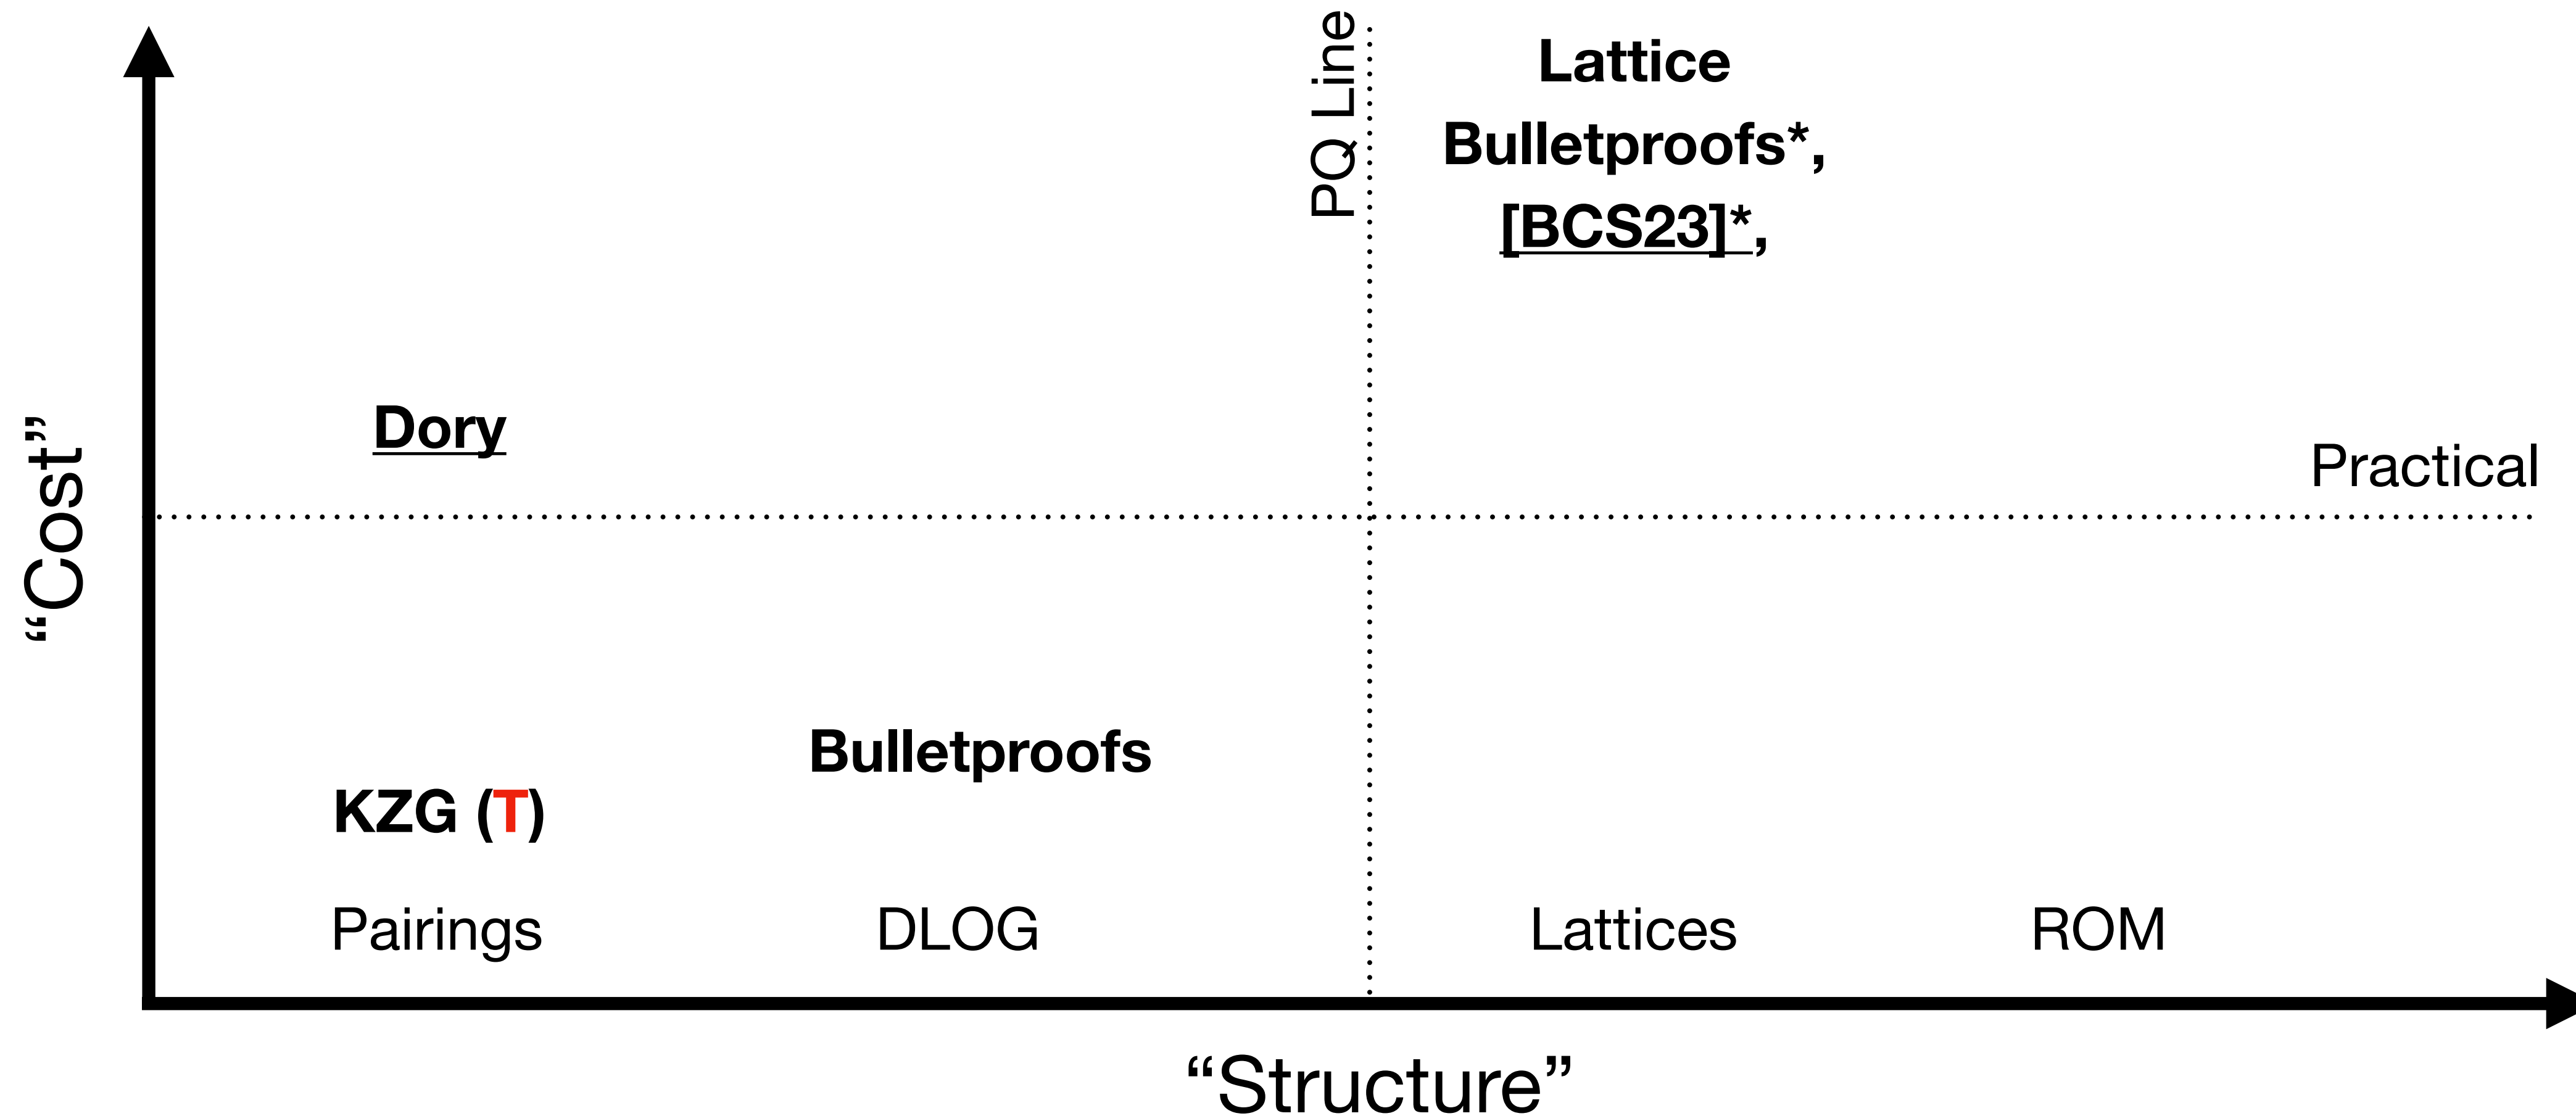 PQ Line
Lattice
Bulletproofs*,
[BCS23]*,
Dory
Practical
“Cost”
Bulletproofs
KZG (T)
Pairings
DLOG
Lattices
ROM
“Structure”